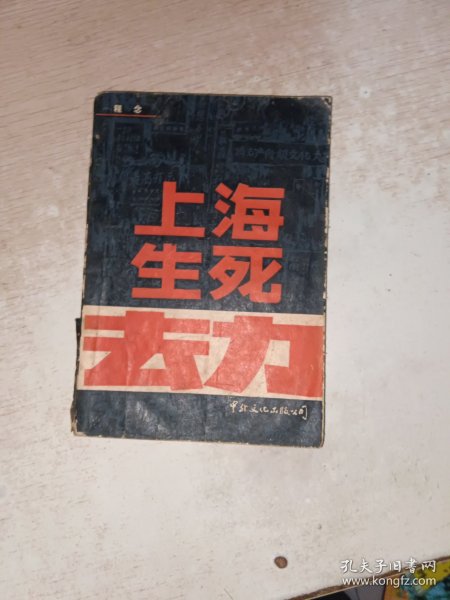 程念
上海
生死
劫
中外文化出版公司
孔夫子旧书网
www.kongfz.com